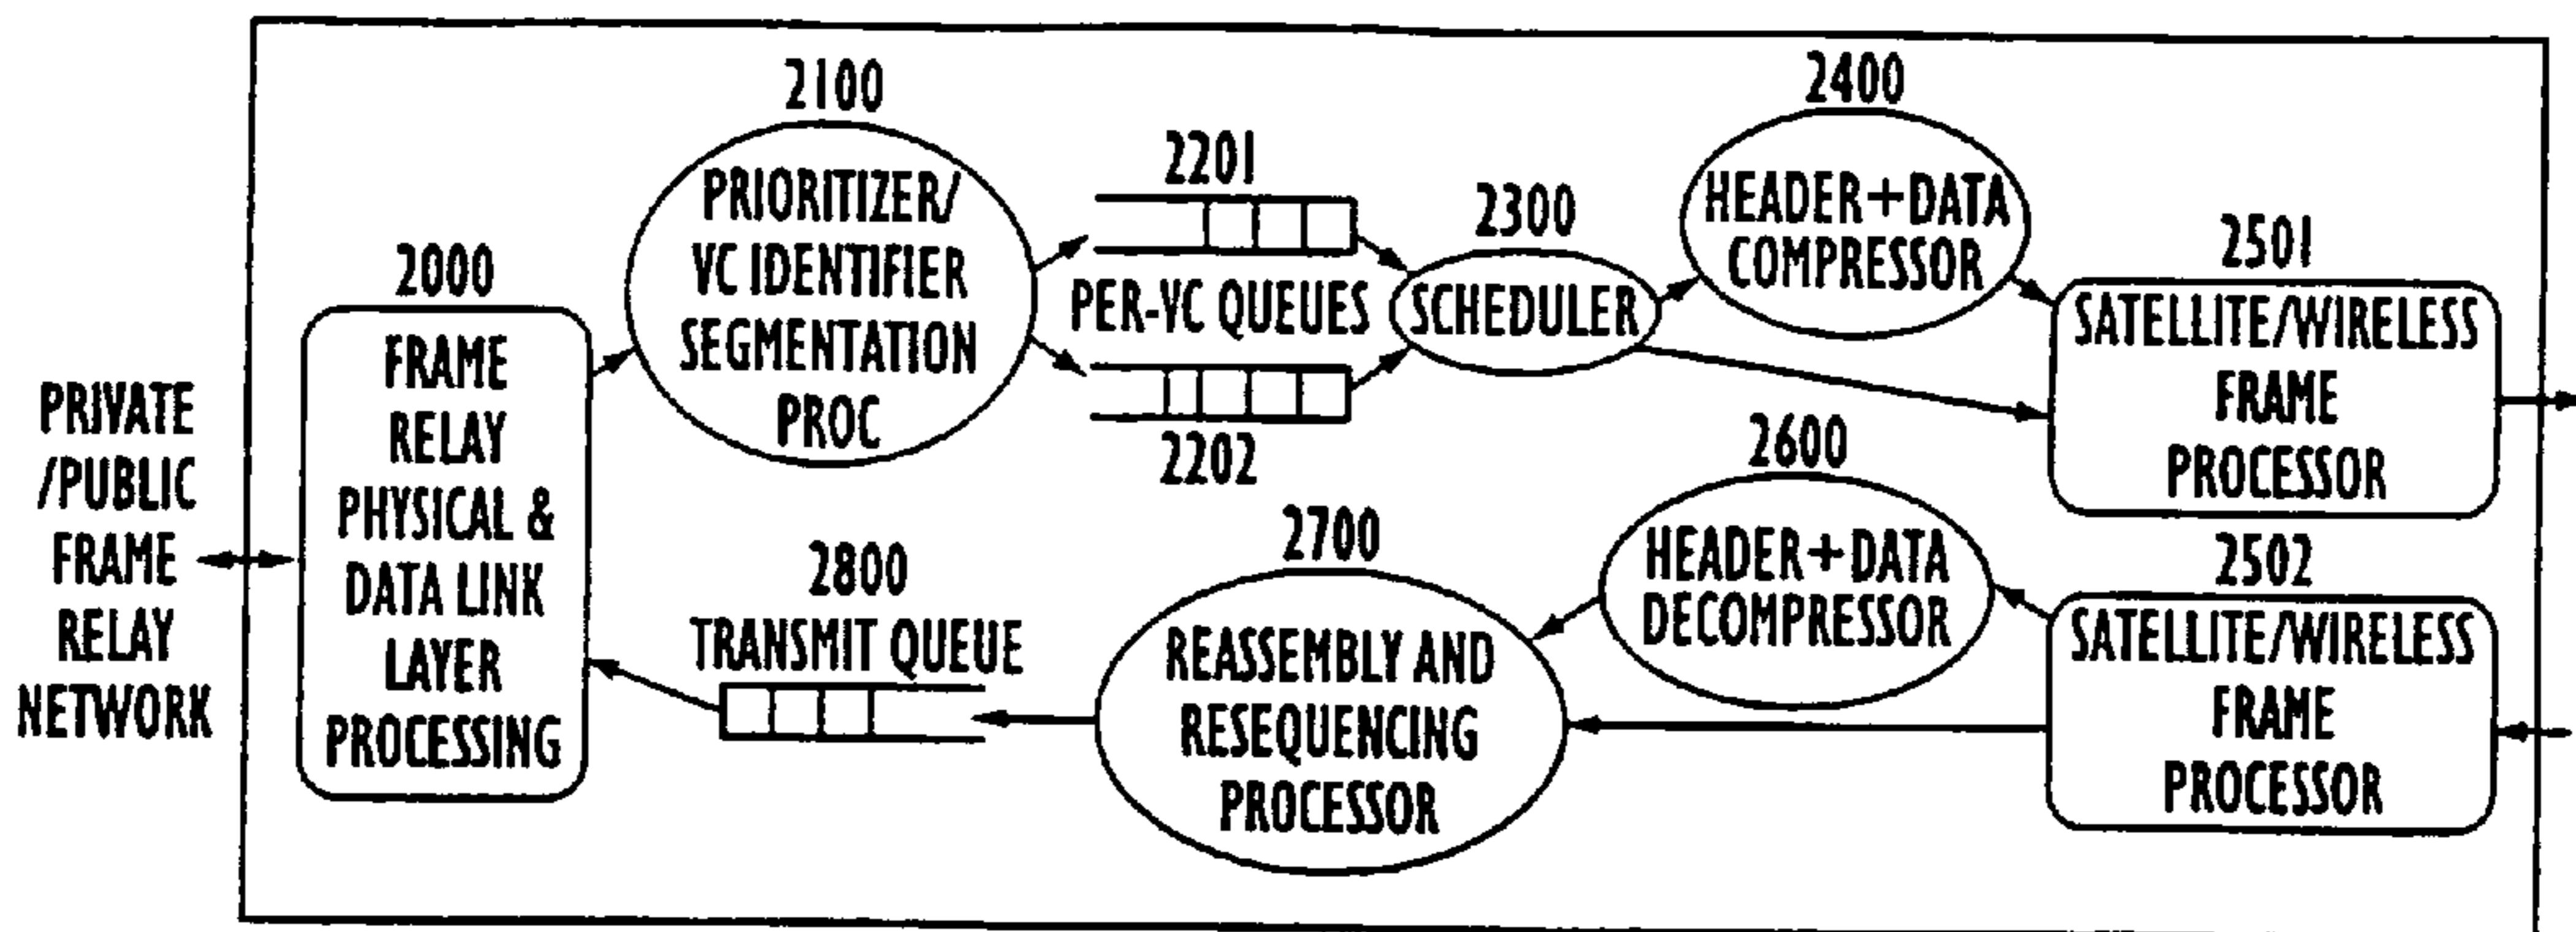 PRIVATE
/PUBLIC
FRAME
RELAY
NETWORK
2000
FRAME
RELAY
PHYSICAL &
DATA LINK
LAYER
PROCESSING
2100
PRIORITIZER/
VC IDENTIFIER
SEGMENTATION
PROC
2201
PER-VC QUEUES
2202
2300
SCHEDULER
2400
HEADER+DATA
COMPRESSOR
2501
SATELLITE/WIRELESS
FRAME
PROCESSOR
2502
SATELLITE/WIRELESS
FRAME
PROCESSOR
2600
HEADER+DATA
DECOMPRESSOR
2700
REASSEMBLY AND
RESEQUENCING
PROCESSOR
2800
TRANSMIT QUEUE